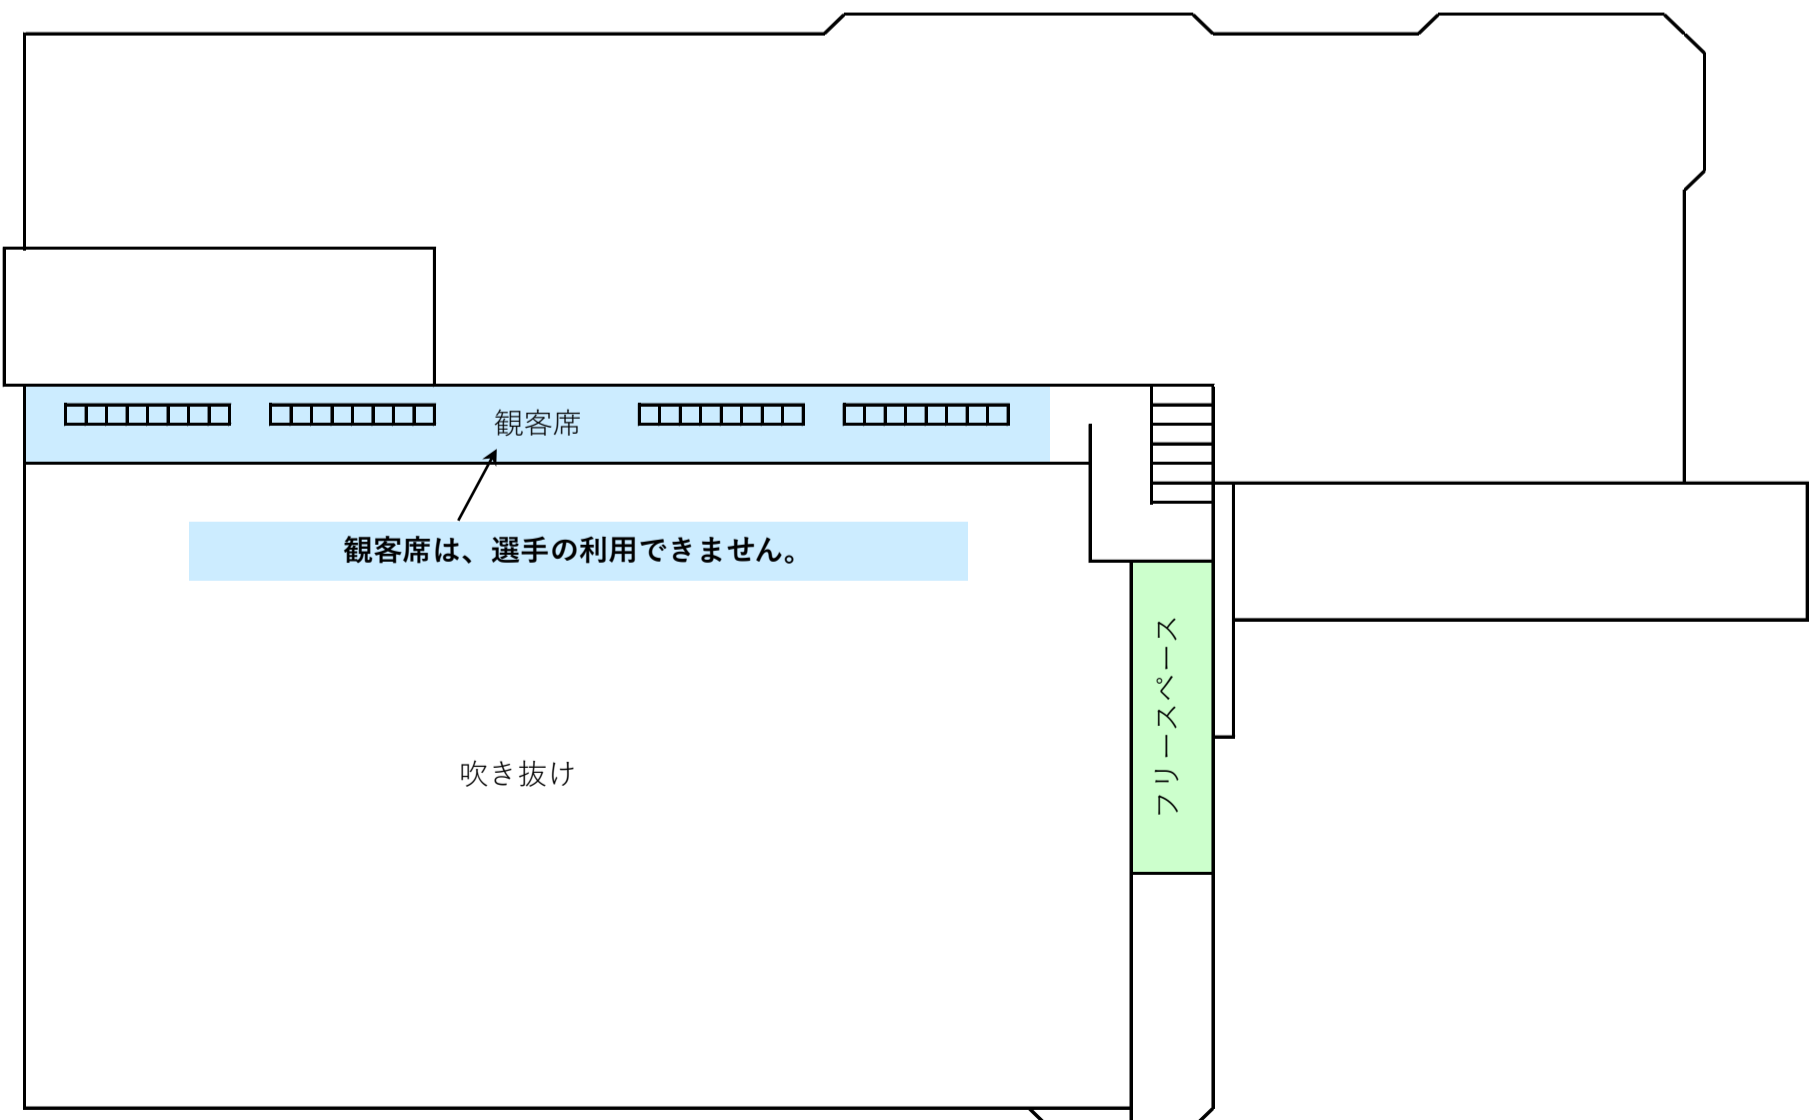 観客席
観客席は、選手の利用できません。
フリースペース
吹き抜け